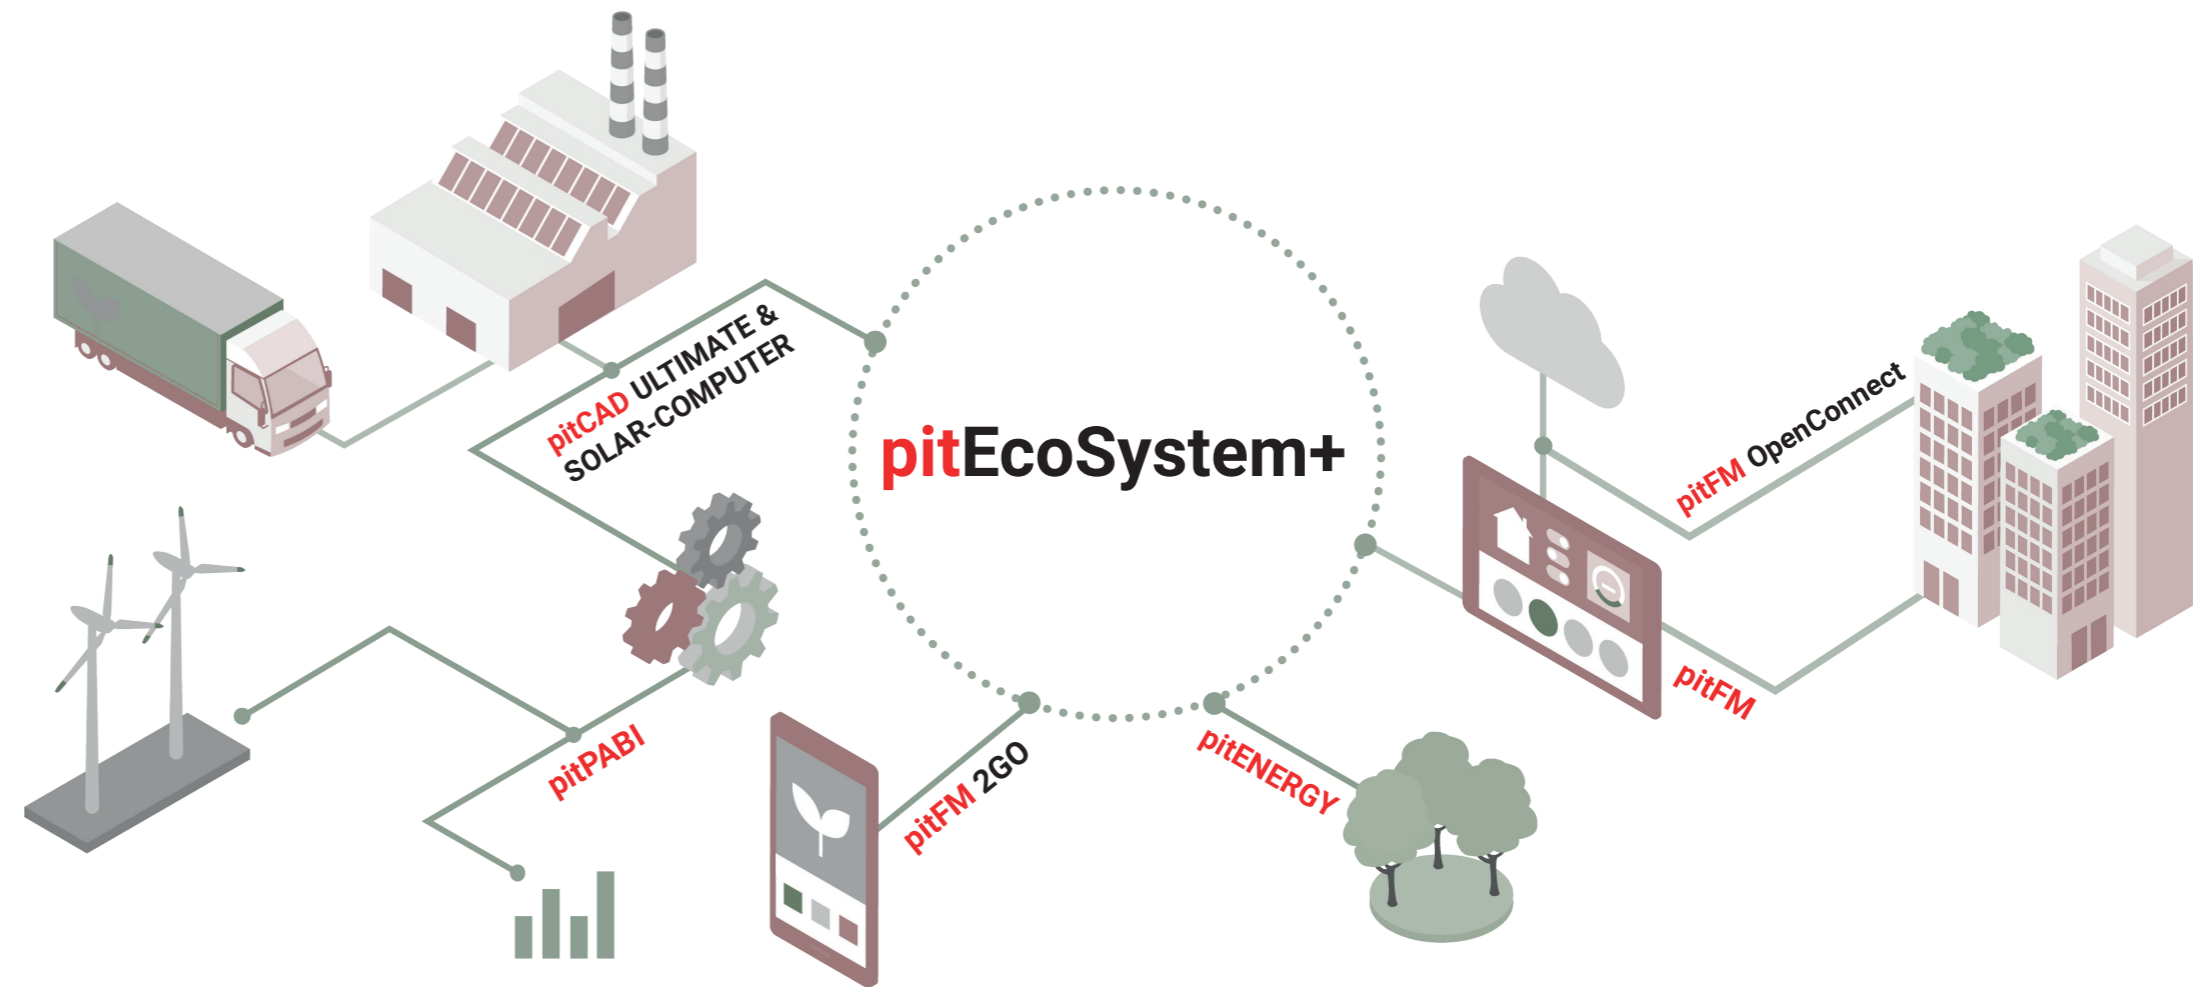 pitCAD ULTIMATE &
SOLAR-COMPUTER
pitEcoSystem+
pitFM OpenConnect
pitFM
pitPABI
pitFM 2GO
pitENERGY